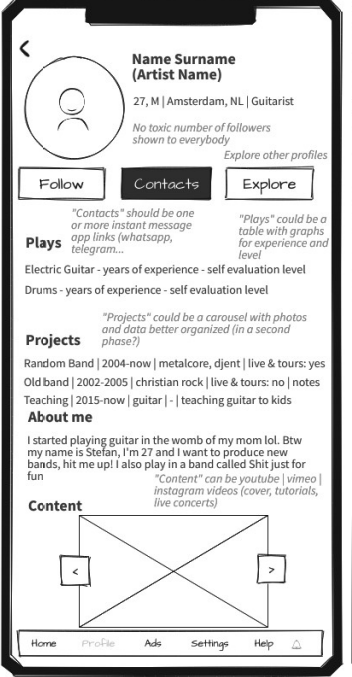 Name Surname
(Artist Name)
27, M | Amsterdam, NL | Guitarist
No toxic number of followers
shown to everybody
Explore other profiles
Follow
Contacts
Explore
"Contacts" should be one
or more instant message
app links (whatsapp,
telegram...
"Plays" could be a
table with graphs
for experience and
level
Plays
Electric Guitar - years of experience - self evaluation level
Drums - years of experience - self evaluation level
"Projects" could be a carousel with photos
and data better organized (in a second
phase?)
Projects
Random Band | 2004-now | metalcore, djent | live & tours: yes
Old band | 2002-2005 | christian rock | live & tours: no | notes
Teaching | 2015-now | guitar | - | teaching guitar to kids
About me
I started playing guitar in the womb of my mom lol. Btw
my name is Stefan, I'm 27 and I want to produce new
bands, hit me up! I also play in a band called Shit just for
fun
"Content" can be youtube | vimeo |
instagram videos (cover, tutorials,
live concerts)
Content
< >
Home Profile Ads Settings Help